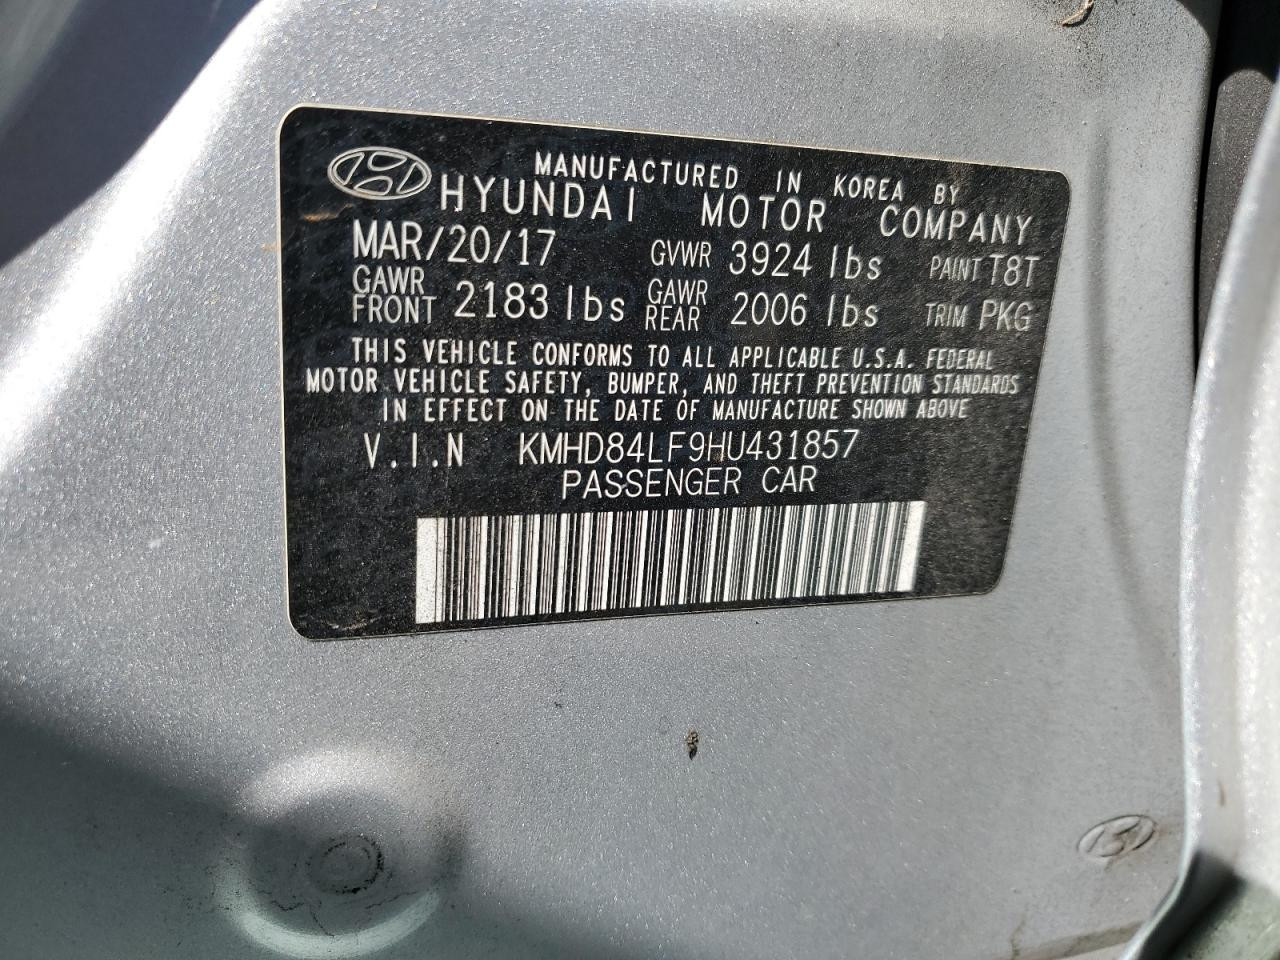 MANUFACTURED IN KOREA BY
HYUNDAI MOTOR COMPANY
MAR/20/17 GVWR 3924 lbs PAINT T8T
GAWR FRONT 2183 lbs GAWR REAR 2006 lbs TRIM PKG
THIS VEHICLE CONFORMS TO ALL APPLICABLE U.S.A. FEDERAL
MOTOR VEHICLE SAFETY, BUMPER, AND THEFT PREVENTION STANDARDS
IN EFFECT ON THE DATE OF MANUFACTURE SHOWN ABOVE
V.I.N KMHD84LF9HU431857
PASSENGER CAR